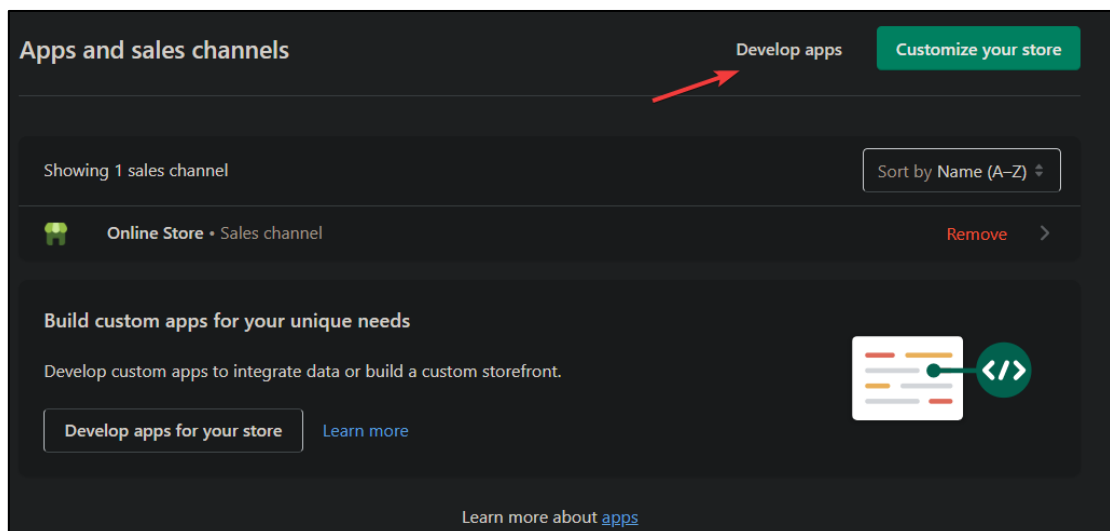 Apps and sales channels
Develop apps
Customize your store
Showing 1 sales channel
Sort by Name (A–Z)
Online Store • Sales channel
Remove
Build custom apps for your unique needs
Develop custom apps to integrate data or build a custom storefront.
Develop apps for your store
Learn more
</>
Learn more about apps